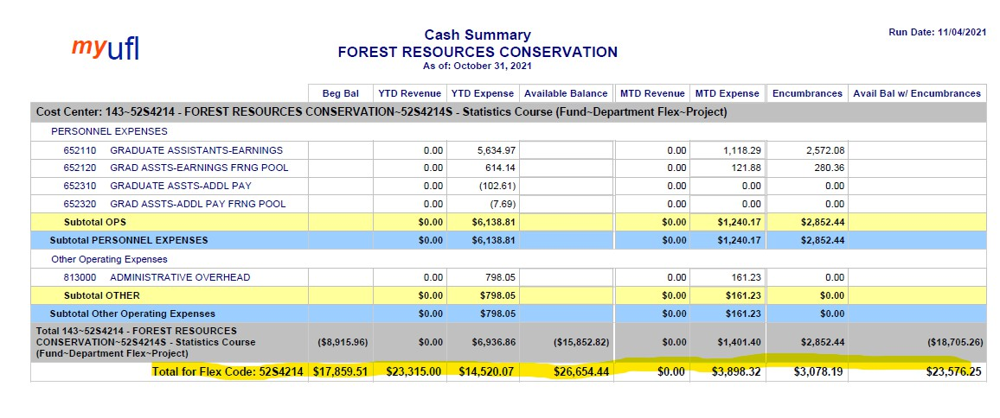 myufl
Cash Summary
FOREST RESOURCES CONSERVATION
As of: October 31, 2021
Run Date: 11/04/2021
Beg Bal YTD Revenue YTD Expense Available Balance MTD Revenue MTD Expense Encumbrances Avail Bal w/ Encumbrances
Cost Center: 143~52S4214 - FOREST RESOURCES CONSERVATION~52S4214S - Statistics Course (Fund~Department Flex~Project)
PERSONNEL EXPENSES
652110 GRADUATE ASSISTANTS-EARNINGS 0.00 5,634.97 0.00 1,118.29 2,572.08
652120 GRAD ASSTS-EARNINGS FRNG POOL 0.00 614.14 0.00 121.88 280.36
652310 GRADUATE ASSTS-ADDL PAY 0.00 (102.61) 0.00 0.00 0.00
652320 GRAD ASSTS-ADDL PAY FRNG POOL 0.00 (7.69) 0.00 0.00 0.00
Subtotal OPS $0.00 $6,138.81 $0.00 $1,240.17 $2,852.44
Subtotal PERSONNEL EXPENSES $0.00 $6,138.81 $0.00 $1,240.17 $2,852.44
Other Operating Expenses
813000 ADMINISTRATIVE OVERHEAD 0.00 798.05 0.00 161.23 0.00
Subtotal OTHER $0.00 $798.05 $0.00 $161.23 $0.00
Subtotal Other Operating Expenses $0.00 $798.05 $0.00 $161.23 $0.00
Total 143~52S4214 - FOREST RESOURCES
CONSERVATION~52S4214S - Statistics Course ($8,915.96) $0.00 $6,936.86 ($15,852.82) $0.00 $1,401.40 $2,852.44 ($18,705.26)
(Fund~Department Flex~Project)
Total for Flex Code: 52S4214 $17,859.51 $23,315.00 $14,520.07 $26,654.44 $0.00 $3,898.32 $3,078.19 $23,576.25